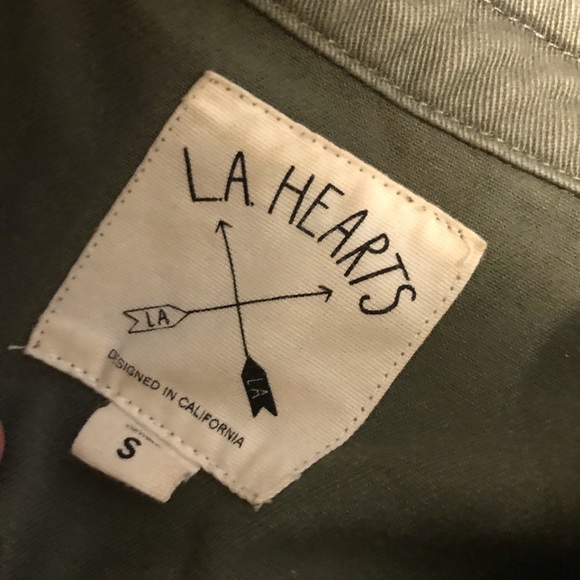 L.A. HEARTS
LA
LA
DESIGNED IN CALIFORNIA
S